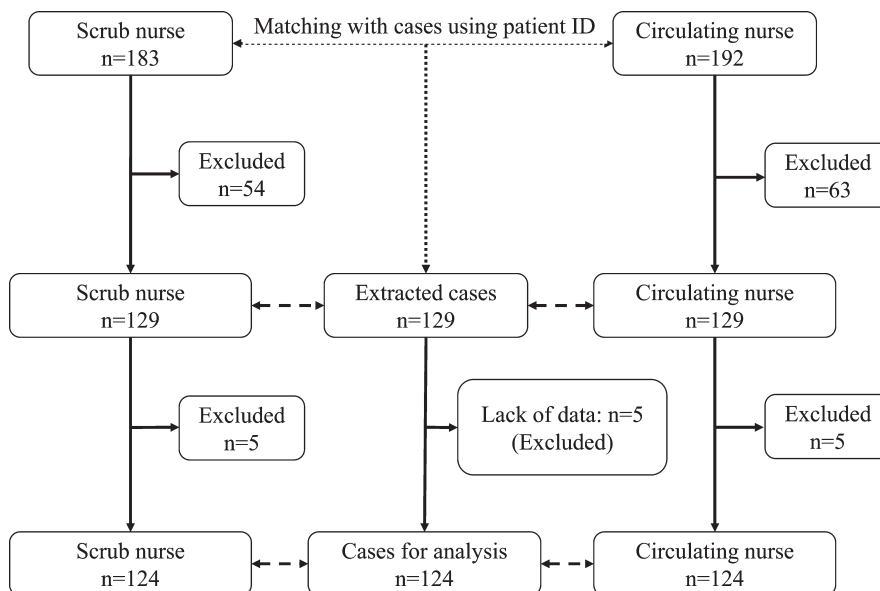 Scrub nurse
n=183
Matching with cases using patient ID
Circulating nurse
n=192
Excluded
n=54
Excluded
n=63
Scrub nurse
n=129
Extracted cases
n=129
Circulating nurse
n=129
Excluded
n=5
Lack of data: n=5
(Excluded)
Excluded
n=5
Scrub nurse
n=124
Cases for analysis
n=124
Circulating nurse
n=124